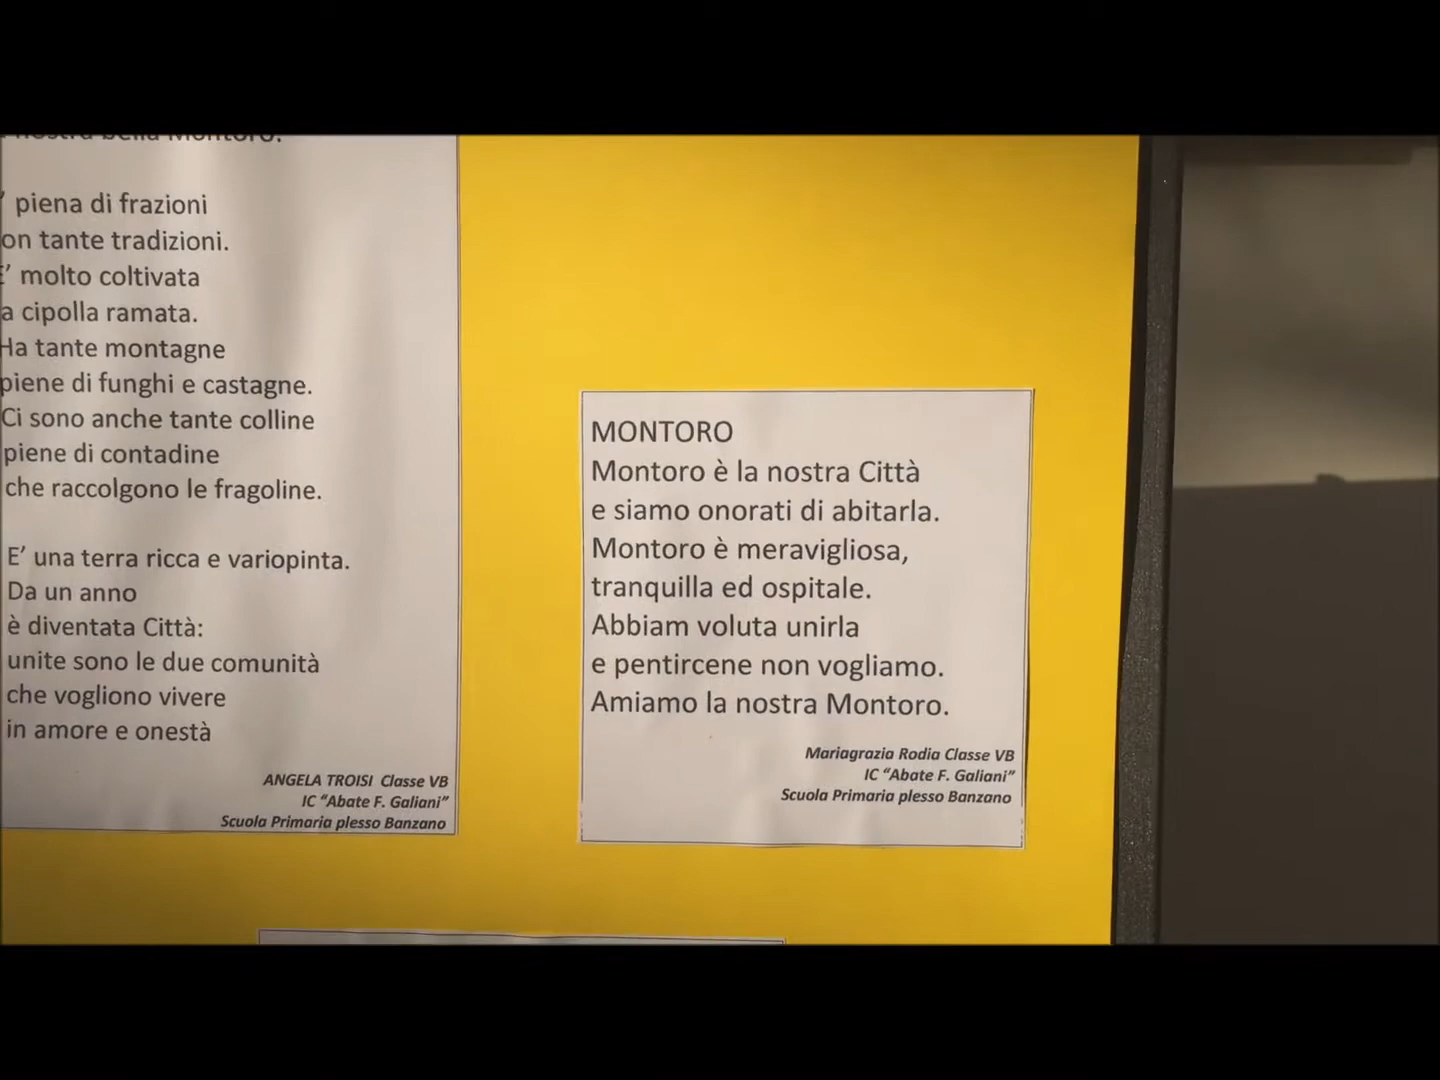 nostra bella Montoro.
piena di frazioni
on tante tradizioni.
E' molto coltivata
a cipolla ramata.
Ha tante montagne
piene di funghi e castagne.
Ci sono anche tante colline
piene di contadine
che raccolgono le fragoline.
E' una terra ricca e variopinta.
Da un anno
è diventata Città:
unite sono le due comunità
che vogliono vivere
in amore e onestà
ANGELA TROISI Classe VB
IC "Abate F. Galiani"
Scuola Primaria plesso Banzano
MONTORO
Montoro è la nostra Città
e siamo onorati di abitarla.
Montoro è meravigliosa,
tranquilla ed ospitale.
Abbiam voluta unirla
e pentircene non vogliamo.
Amiamo la nostra Montoro.
Mariagrazia Rodia Classe VB
IC "Abate F. Galiani"
Scuola Primaria plesso Banzano